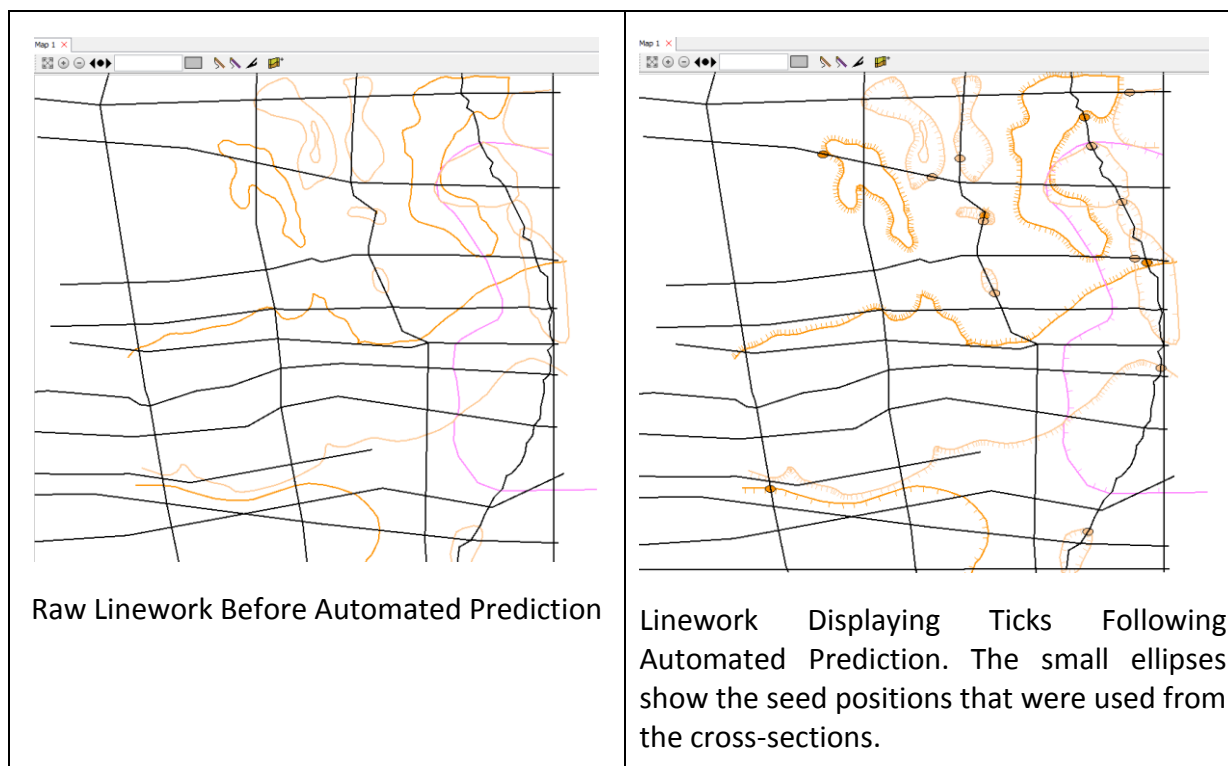 Map 1
Map 1
Raw Linework Before Automated Prediction
Linework Displaying Ticks Following
Automated Prediction. The small ellipses
show the seed positions that were used from
the cross-sections.